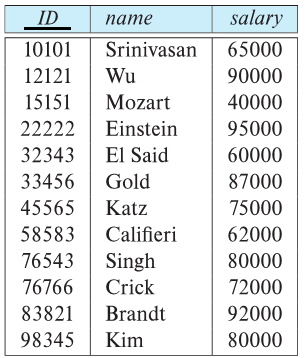 ID name salary
10101 Srinivasan 65000
12121 Wu 90000
15151 Mozart 40000
22222 Einstein 95000
32343 El Said 60000
33456 Gold 87000
45565 Katz 75000
58583 Califieri 62000
76543 Singh 80000
76766 Crick 72000
83821 Brandt 92000
98345 Kim 80000